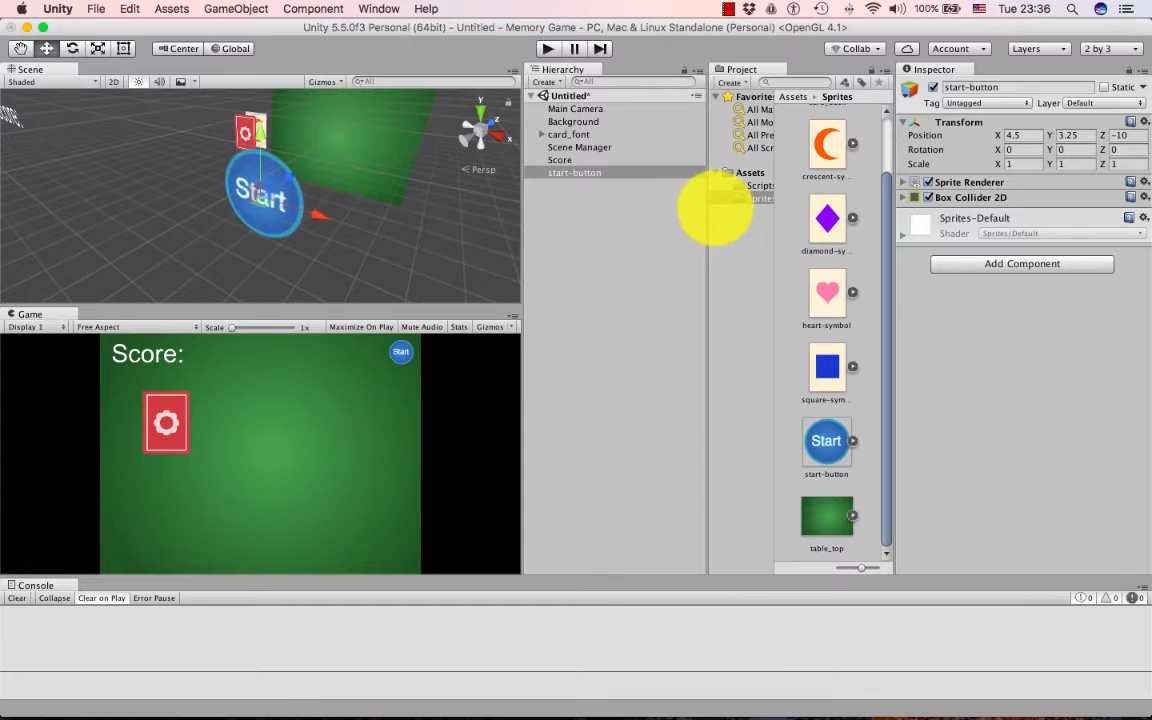 Unity File Edit Assets GameObject Component Window Help 100% Tue 23:36
Unity 5.5.0f3 Personal (64bit) - Untitled - Memory Game - PC, Mac & Linux Standalone (Personal) <OpenGL 4.1>
Center Global Collab Account Layers 2 by 3
Scene
Shaded 2D Gizmos All
y
x
z
Persp
Start
Game
Display 1 Free Aspect Scale 1x Maximize On Play Mute Audio Stats Gizmos
Score:
Start
Hierarchy
Create All
Untitled*
Main Camera
Background
card_font
Scene Manager
Score
start-button
Project
Create
Favorites
All Ma
All Mo
All Pre
All Scr
Assets
Scripts
Sprites
Assets Sprites
crescent-sy...
diamond-sy...
heart-symbol
square-sym...
Start
start-button
table_top
Inspector
start-button Static
Tag Untagged Layer Default
Transform
Position X 4.5 Y 3.25 Z -10
Rotation X 0 Y 0 Z 0
Scale X 1 Y 1 Z 1
Sprite Renderer
Box Collider 2D
Sprites-Default
Shader Sprites/Default
Add Component
Console
Clear Collapse Clear on Play Error Pause 0 0 0